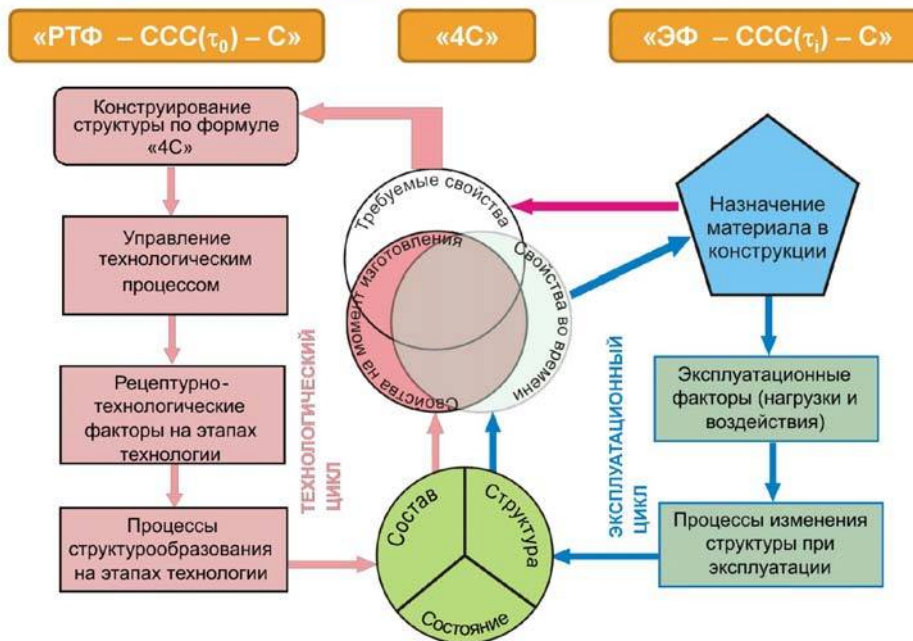 «РТФ – ССС(τ₀) – С»
«4С»
«ЭФ – ССС(τᵢ) – С»
Конструирование
структуры по формуле
«4С»
Управление
технологическим
процессом
Рецептурно-
технологические
факторы на этапах
технологии
Процессы
структурообразования
на этапах технологии
ТЕХНОЛОГИЧЕСКИЙ
ЦИКЛ
Требуемые свойства
Свойства на момент изготовления
Свойства во времени
Состав
Структура
Состояние
ЭКСПЛУАТАЦИОННЫЙ
ЦИКЛ
Назначение
материала в
конструкции
Эксплуатационные
факторы (нагрузки и
воздействия)
Процессы изменения
структуры при
эксплуатации